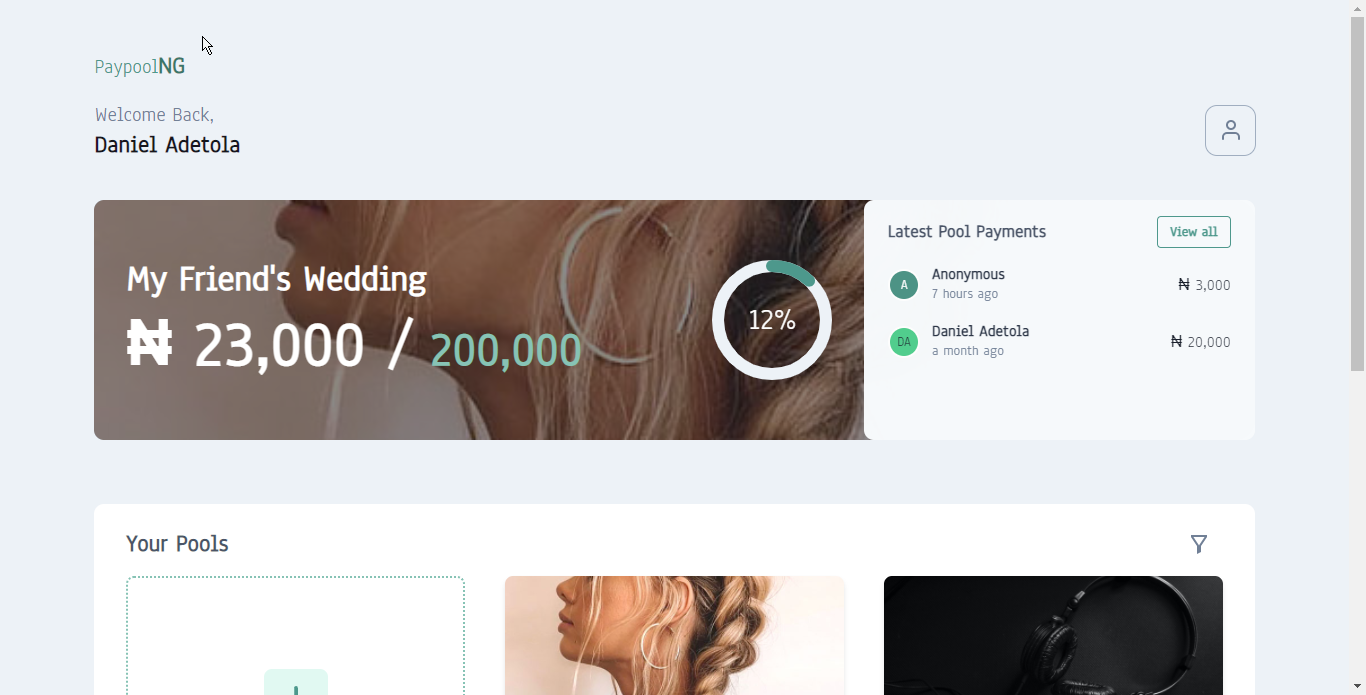 PaypoolNG
Welcome Back,
Daniel Adetola
My Friend's Wedding
₦ 23,000 / 200,000
12%
Latest Pool Payments
View all
A
Anonymous
7 hours ago
₦ 3,000
DA
Daniel Adetola
a month ago
₦ 20,000
Your Pools